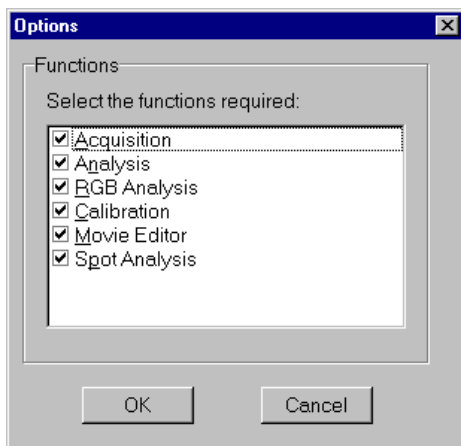 Options
Functions
Select the functions required:
Acquisition
Analysis
RGB Analysis
Calibration
Movie Editor
Spot Analysis
OK Cancel